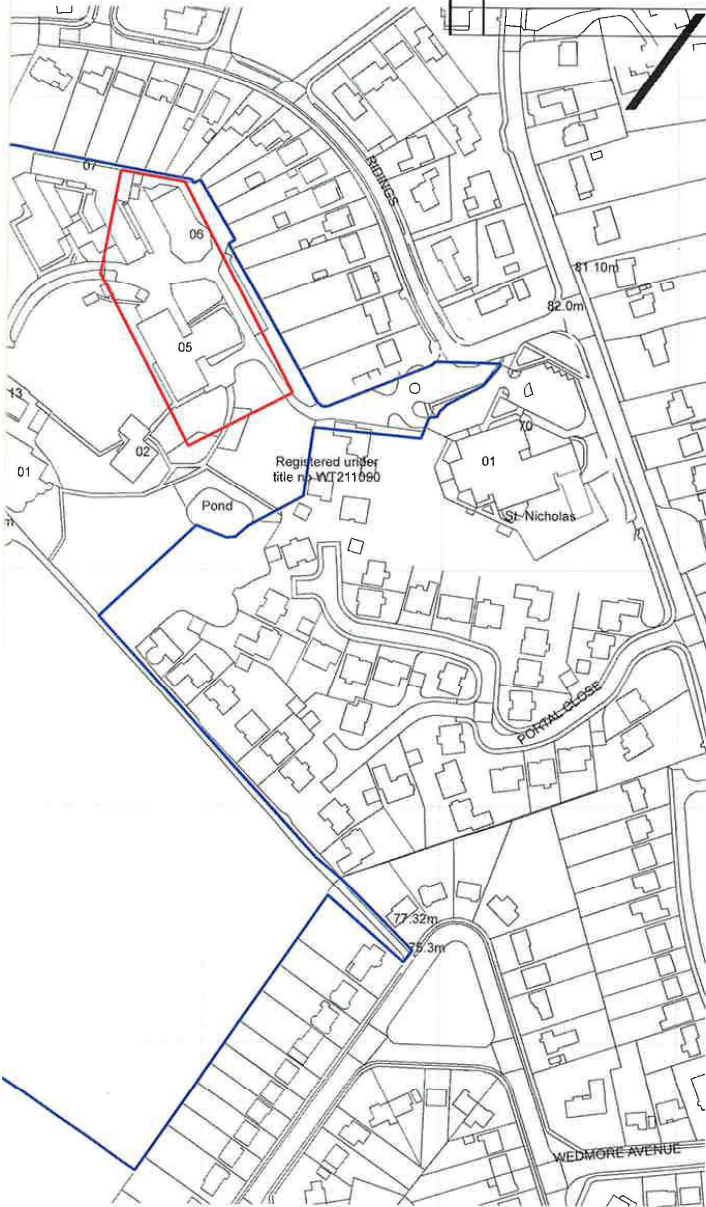 RIDINGS
07
06
81.10m
82.0m
05
13
02
70
01
01
Registered under
title no WT211090
Pond
St. Nicholas
PORTAL CLOSE
77.32m
75.3m
WEDMORE AVENUE